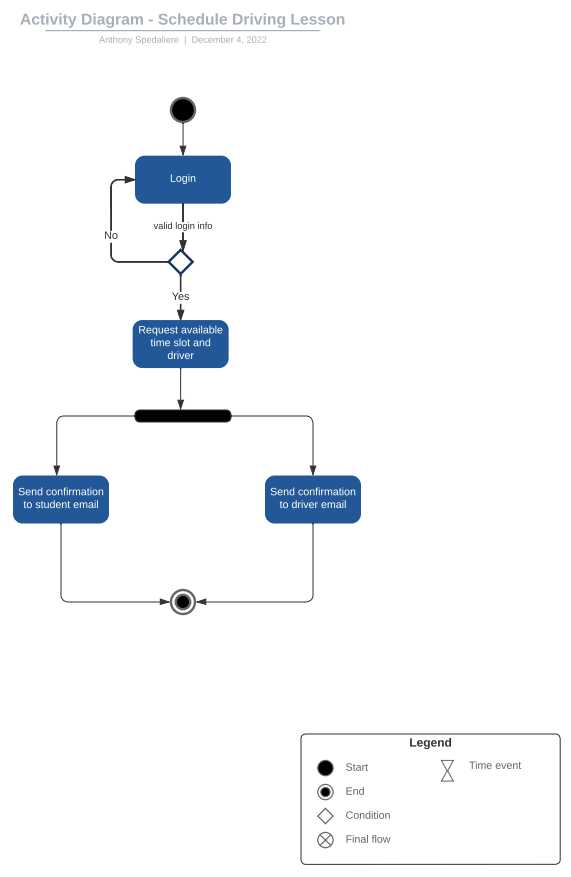 Activity Diagram - Schedule Driving Lesson
Anthony Spedaliere | December 4, 2022
Login
valid login info
No
Yes
Request available
time slot and
driver
Send confirmation
to student email
Send confirmation
to driver email
Legend
Start
Time event
End
Condition
Final flow